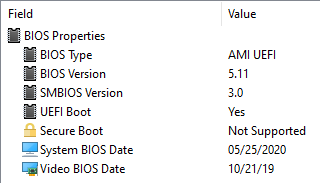 Field Value
BIOS Properties
BIOS Type AMI UEFI
BIOS Version 5.11
SMBIOS Version 3.0
UEFI Boot Yes
Secure Boot Not Supported
System BIOS Date 05/25/2020
Video BIOS Date 10/21/19